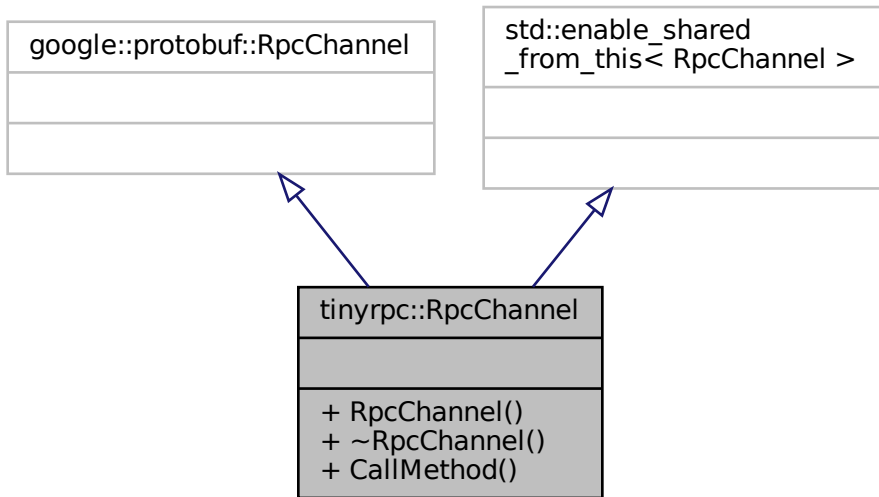 google::protobuf::RpcChannel
std::enable_shared
_from_this< RpcChannel >
tinyrpc::RpcChannel
+ RpcChannel()
+ ~RpcChannel()
+ CallMethod()